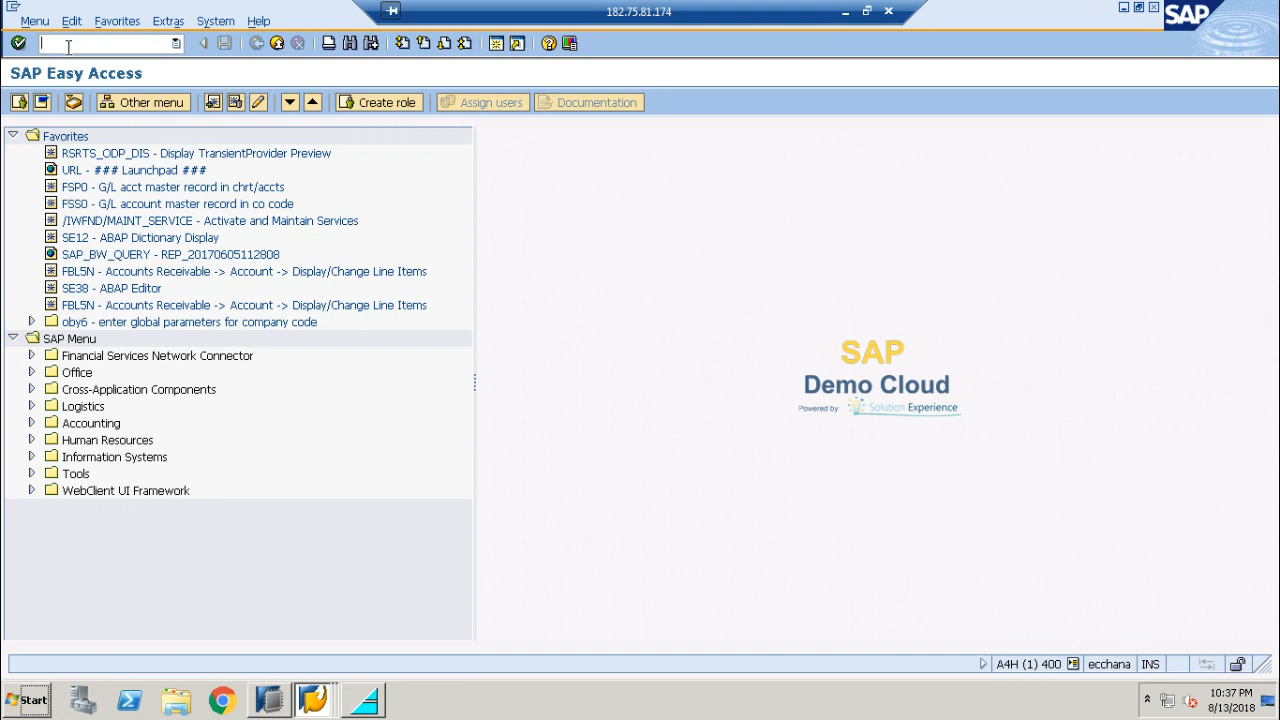 182.75.81.174
Menu Edit Favorites Extras System Help
SAP
SAP Easy Access
Other menu Create role Assign users Documentation
Favorites
RSRTS_ODP_DIS - Display TransientProvider Preview
URL - ### Launchpad ###
FSP0 - G/L acct master record in chrt/accts
FSS0 - G/L account master record in co code
/IWFND/MAINT_SERVICE - Activate and Maintain Services
SE12 - ABAP Dictionary Display
SAP_BW_QUERY - REP_20170605112808
FBL5N - Accounts Receivable -> Account -> Display/Change Line Items
SE38 - ABAP Editor
FBL5N - Accounts Receivable -> Account -> Display/Change Line Items
oby6 - enter global parameters for company code
SAP Menu
Financial Services Network Connector
Office
Cross-Application Components
Logistics
Accounting
Human Resources
Information Systems
Tools
WebClient UI Framework
SAP
Demo Cloud
Powered by Solution Experience
A4H (1) 400 ecchana INS
Start
10:37 PM
8/13/2018